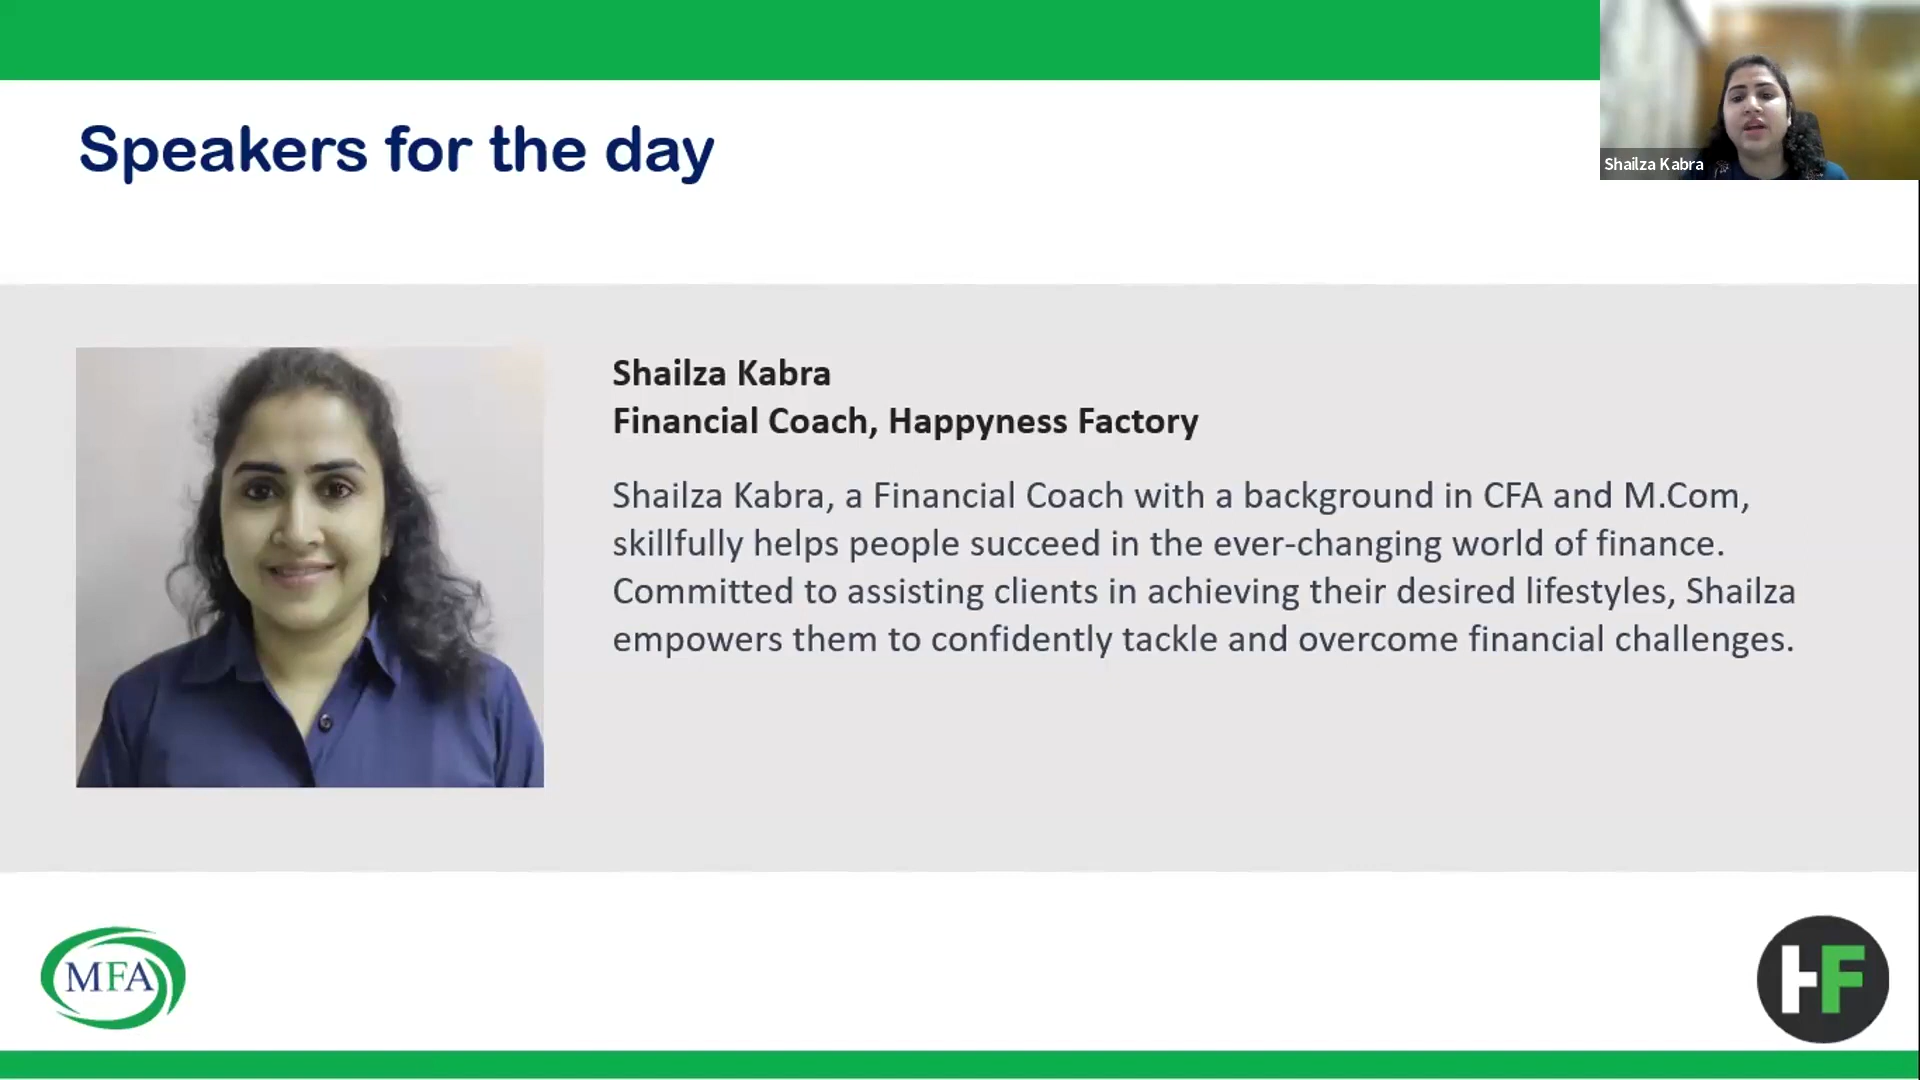 Speakers for the day
Shailza Kabra
Shailza Kabra
Financial Coach, Happyness Factory
Shailza Kabra, a Financial Coach with a background in CFA and M.Com,
skillfully helps people succeed in the ever-changing world of finance.
Committed to assisting clients in achieving their desired lifestyles, Shailza
empowers them to confidently tackle and overcome financial challenges.
MFA
HF